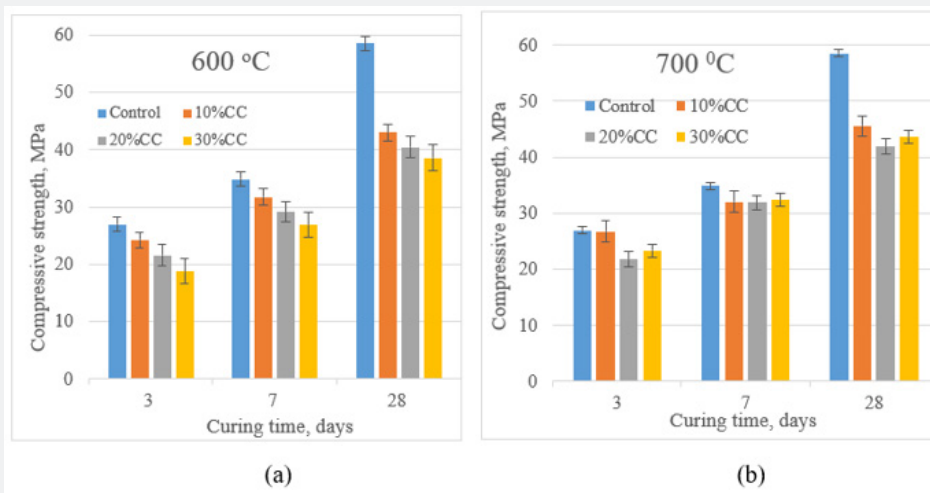 600 °C
Control
10%CC
20%CC
30%CC
Compressive strength, MPa
60
50
40
30
20
10
0
3
7
28
Curing time, days
(a)
700 ⁰C
Control
10%CC
20%CC
30%CC
Compressive strength, MPa
60
50
40
30
20
10
0
3
7
28
Curing time, days
(b)